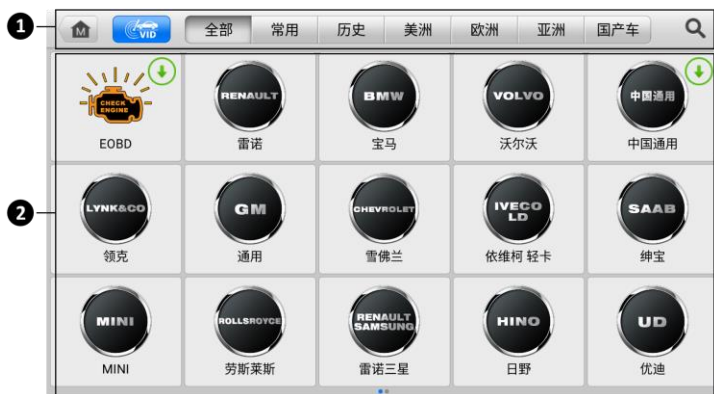 ❶
M
VID
全部 常用 历史 美洲 欧洲 亚洲 国产车
❷
CHECK
ENGINE
RENAULT
BMW
VOLVO
中国通用
EOBD 雷诺 宝马 沃尔沃 中国通用
LYNK&CO
GM
CHEVROLET
IVECO
LD
SAAB
领克 通用 雪佛兰 依维柯 轻卡 绅宝
MINI
ROLLSROYCE
RENAULT
SAMSUNG
HINO
UD
MINI 劳斯莱斯 雷诺三星 日野 优迪